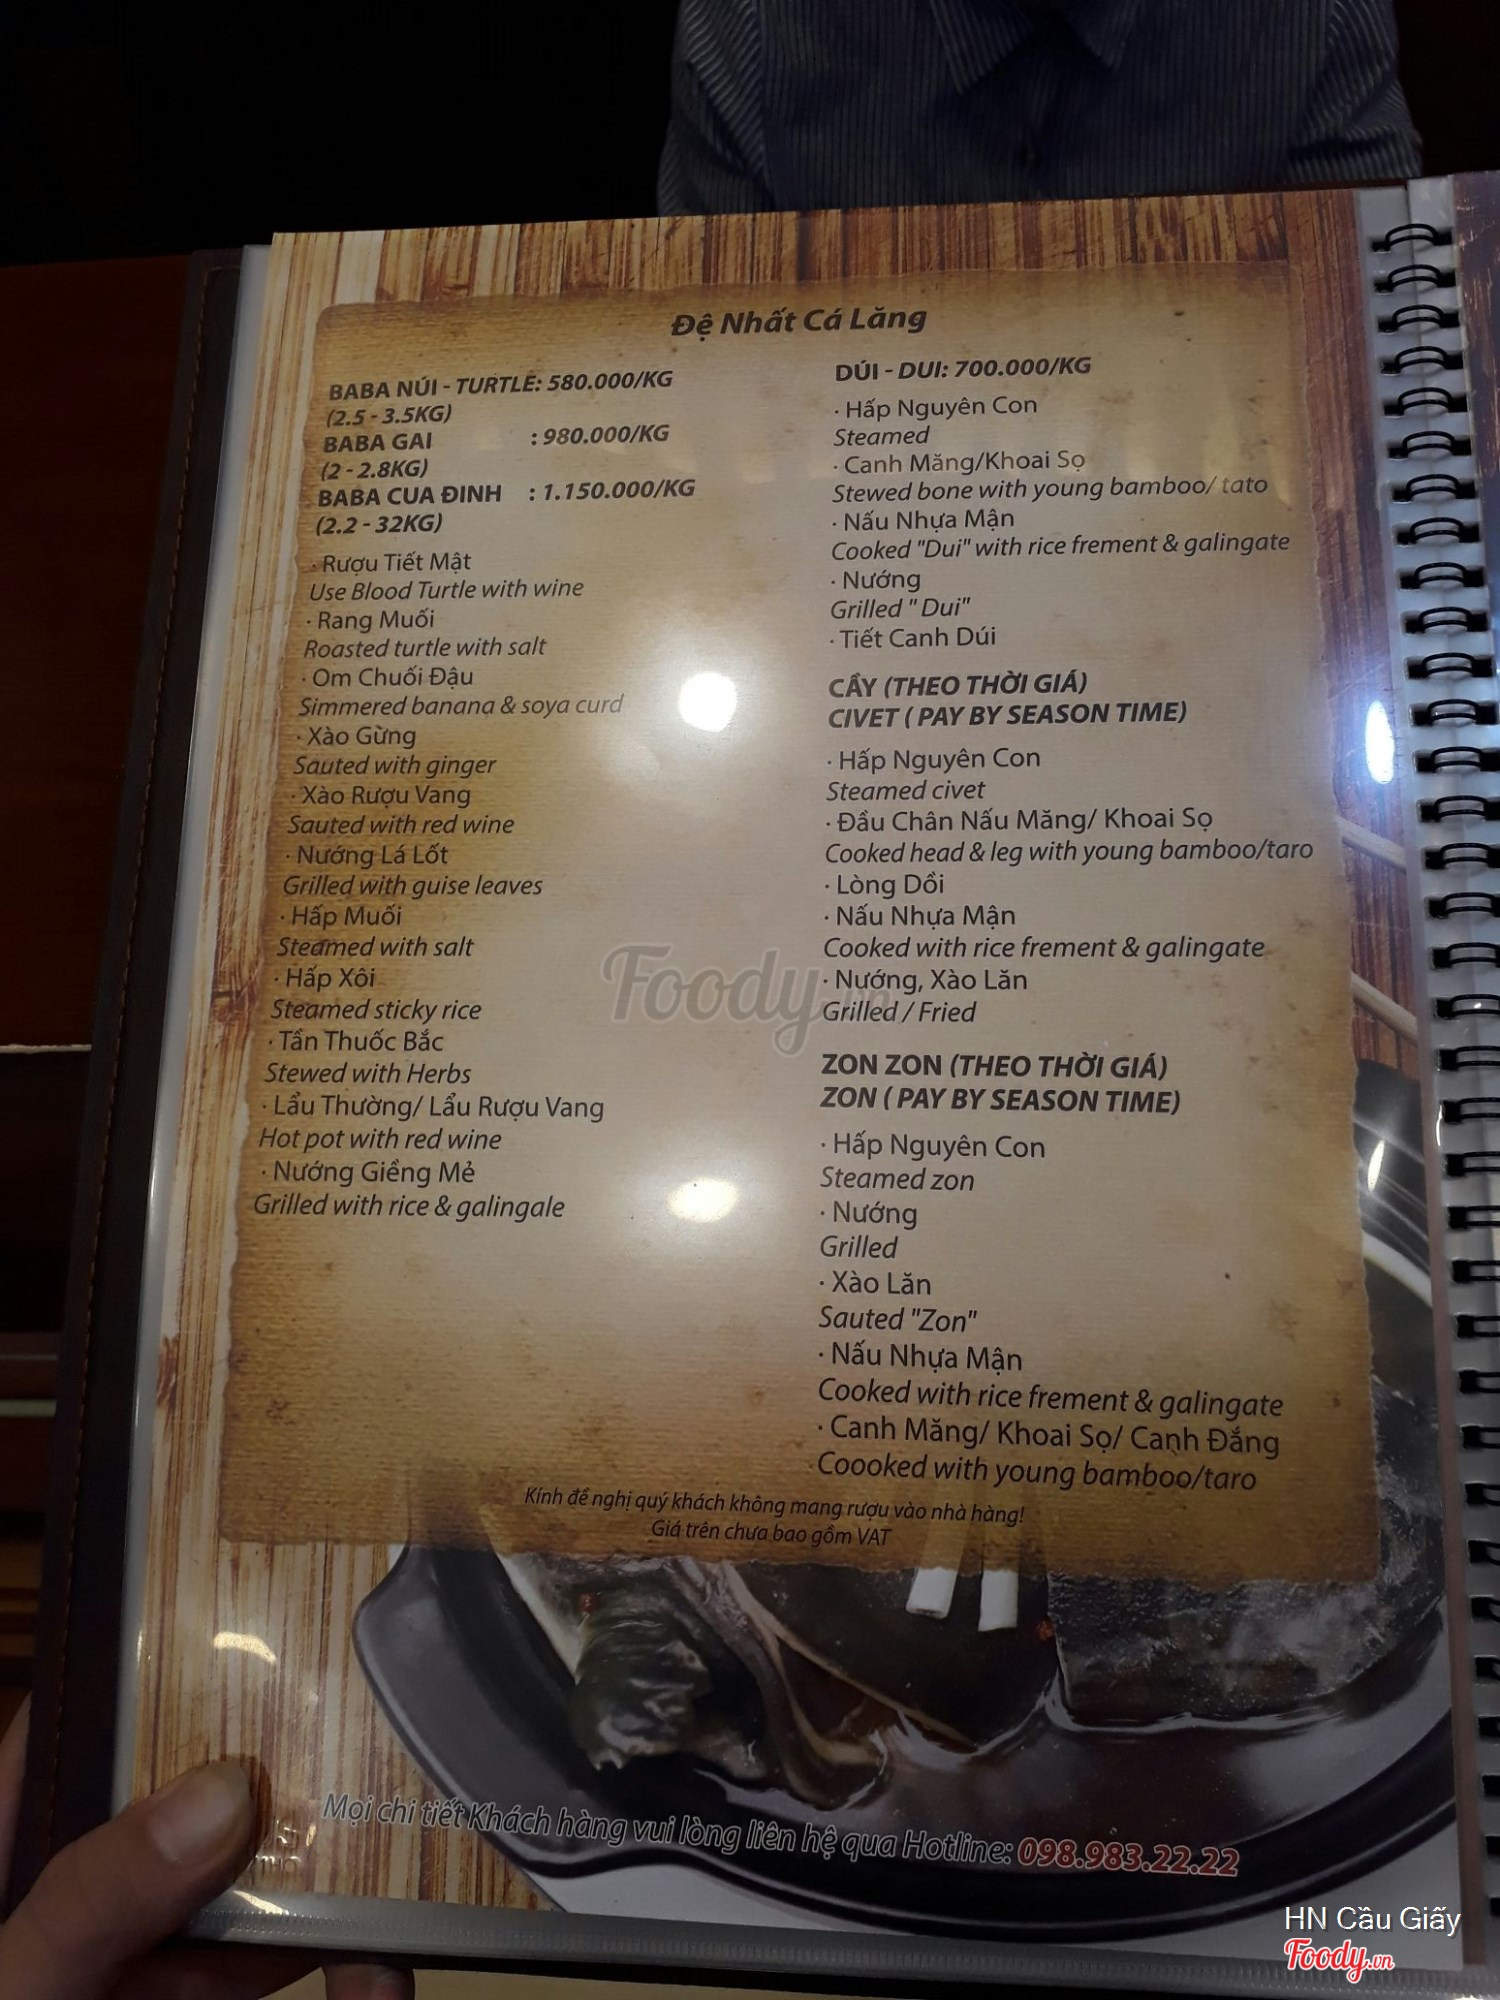 Đệ Nhất Cá Lăng
BABA NÚI - TURTLE: 580.000/KG
(2.5 - 3.5KG)
BABA GAI : 980.000/KG
(2 - 2.8KG)
BABA CUA ĐINH : 1.150.000/KG
(2.2 - 32KG)
· Rượu Tiết Mật
Use Blood Turtle with wine
· Rang Muối
Roasted turtle with salt
· Om Chuối Đậu
Simmered banana & soya curd
· Xào Gừng
Sauted with ginger
· Xào Rượu Vang
Sauted with red wine
· Nướng Lá Lốt
Grilled with guise leaves
· Hấp Muối
Steamed with salt
· Hấp Xôi
Steamed sticky rice
· Tần Thuốc Bắc
Stewed with Herbs
· Lẩu Thường/ Lẩu Rượu Vang
Hot pot with red wine
· Nướng Giềng Mẻ
Grilled with rice & galingale
DÚI - DUI: 700.000/KG
· Hấp Nguyên Con
Steamed
· Canh Măng/Khoai Sọ
Stewed bone with young bamboo/ tato
· Nấu Nhựa Mận
Cooked "Dui" with rice frement & galingate
· Nướng
Grilled " Dui"
· Tiết Canh Dúi
CẦY (THEO THỜI GIÁ)
CIVET ( PAY BY SEASON TIME)
· Hấp Nguyên Con
Steamed civet
· Đầu Chân Nấu Măng/ Khoai Sọ
Cooked head & leg with young bamboo/taro
· Lòng Dồi
· Nấu Nhựa Mận
Cooked with rice frement & galingate
· Nướng, Xào Lăn
Grilled / Fried
ZON ZON (THEO THỜI GIÁ)
ZON ( PAY BY SEASON TIME)
· Hấp Nguyên Con
Steamed zon
· Nướng
Grilled
· Xào Lăn
Sauted "Zon"
· Nấu Nhựa Mận
Cooked with rice frement & galingate
· Canh Măng/ Khoai Sọ/ Canh Đắng
Coooked with young bamboo/taro
Kính đề nghị quý khách không mang rượu vào nhà hàng!
Giá trên chưa bao gồm VAT
Mọi chi tiết Khách hàng vui lòng liên hệ qua Hotline: 098.983.22.22
Foody.vn
HN Cầu Giấy
Foody.vn